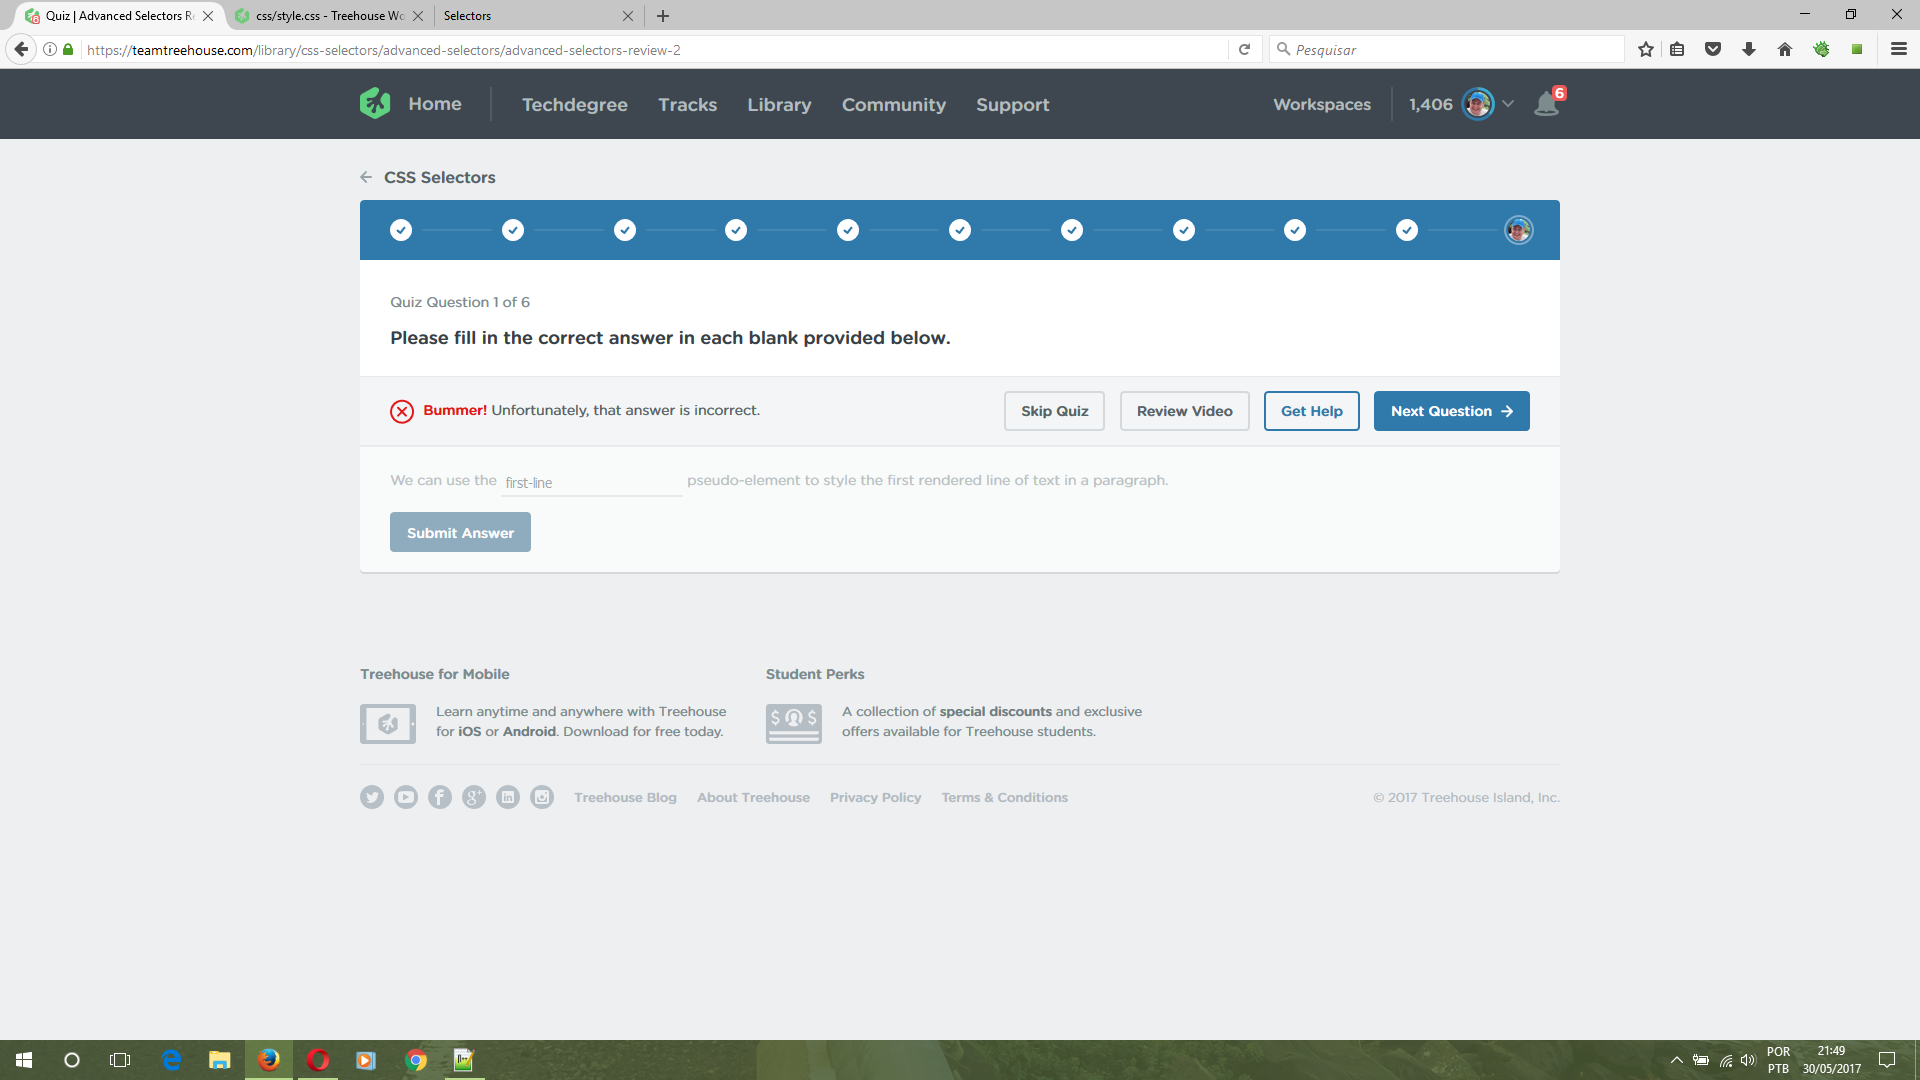 Quiz | Advanced Selectors R
css/style.css - Treehouse Wo
Selectors
https://teamtreehouse.com/library/css-selectors/advanced-selectors/advanced-selectors-review-2
Pesquisar
Home
Techdegree
Tracks
Library
Community
Support
Workspaces
1,406
6
CSS Selectors
Quiz Question 1 of 6
Please fill in the correct answer in each blank provided below.
Bummer! Unfortunately, that answer is incorrect.
Skip Quiz
Review Video
Get Help
Next Question
We can use the first-line pseudo-element to style the first rendered line of text in a paragraph.
Submit Answer
Treehouse for Mobile
Learn anytime and anywhere with Treehouse
for iOS or Android. Download for free today.
Student Perks
A collection of special discounts and exclusive
offers available for Treehouse students.
Treehouse Blog
About Treehouse
Privacy Policy
Terms & Conditions
© 2017 Treehouse Island, Inc.
POR
PTB
21:49
30/05/2017